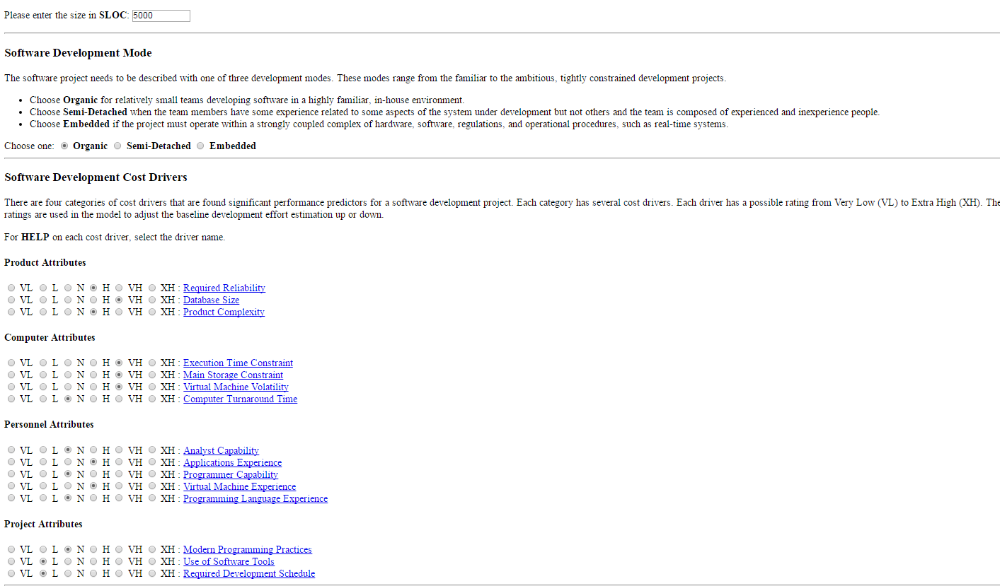 Please enter the size in SLOC: 5000
Software Development Mode
The software project needs to be described with one of three development modes. These modes range from the familiar to the ambitious, tightly constrained development projects.
Choose Organic for relatively small teams developing software in a highly familiar, in-house environment.
Choose Semi-Detached when the team members have some experience related to some aspects of the system under development but not others and the team is composed of experienced and inexperience people.
Choose Embedded if the project must operate within a strongly coupled complex of hardware, software, regulations, and operational procedures, such as real-time systems.
Choose one: Organic Semi-Detached Embedded
Software Development Cost Drivers
There are four categories of cost drivers that are found significant performance predictors for a software development project. Each category has several cost drivers. Each driver has a possible rating from Very Low (VL) to Extra High (XH). The
ratings are used in the model to adjust the baseline development effort estimation up or down.
For HELP on each cost driver, select the driver name.
Product Attributes
VL L N H VH XH : Required Reliability
VL L N H VH XH : Database Size
VL L N H VH XH : Product Complexity
Computer Attributes
VL L N H VH XH : Execution Time Constraint
VL L N H VH XH : Main Storage Constraint
VL L N H VH XH : Virtual Machine Volatility
VL L N H VH XH : Computer Turnaround Time
Personnel Attributes
VL L N H VH XH : Analyst Capability
VL L N H VH XH : Applications Experience
VL L N H VH XH : Programmer Capability
VL L N H VH XH : Virtual Machine Experience
VL L N H VH XH : Programming Language Experience
Project Attributes
VL L N H VH XH : Modern Programming Practices
VL L N H VH XH : Use of Software Tools
VL L N H VH XH : Required Development Schedule